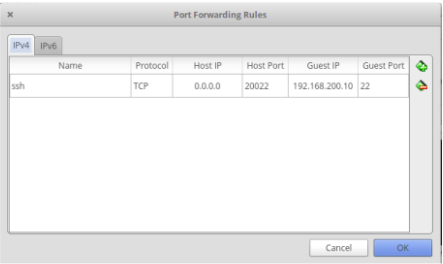 Port Forwarding Rules
IPv4 IPv6
Name Protocol Host IP Host Port Guest IP Guest Port
ssh TCP 0.0.0.0 20022 192.168.200.10 22
Cancel OK